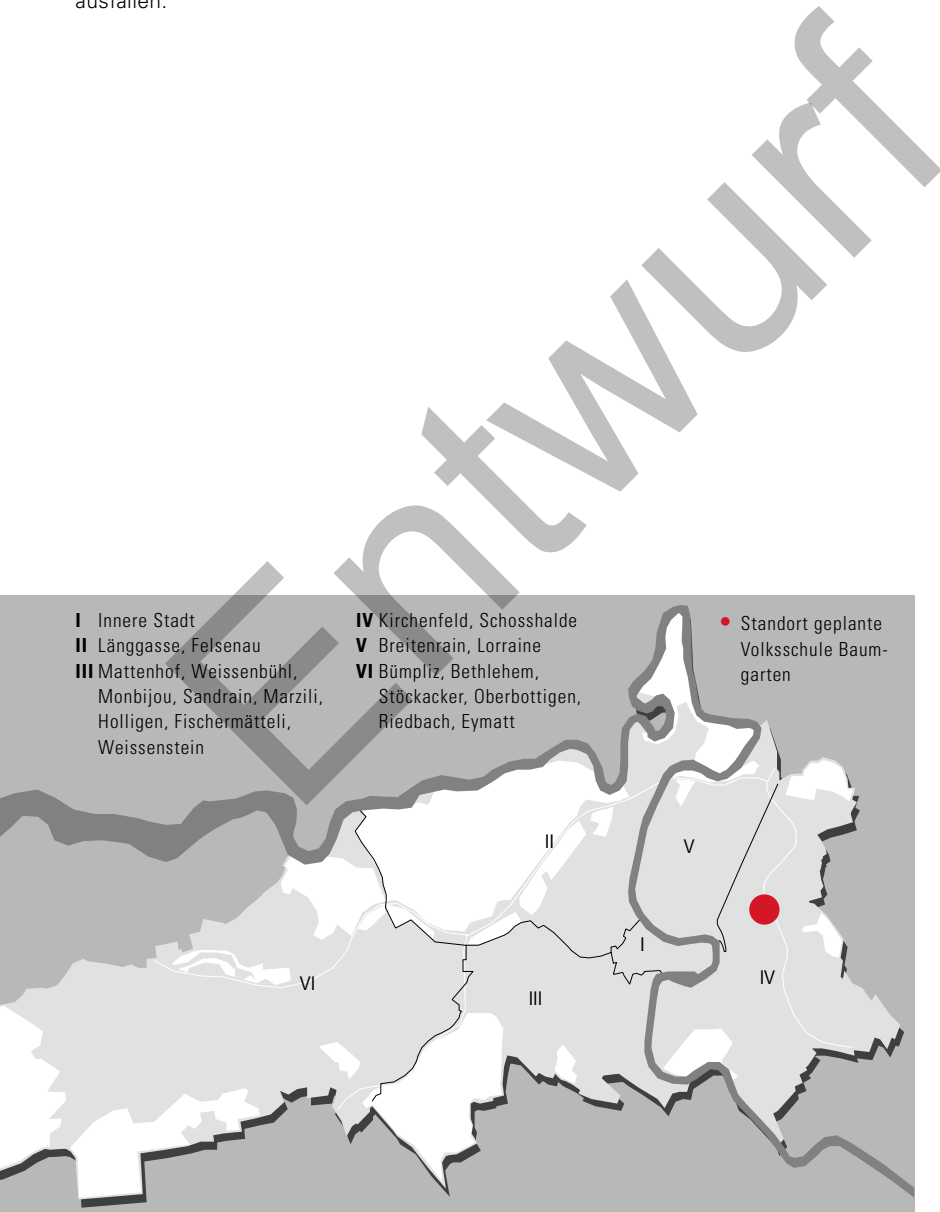 ausfallen.
Entwurf
I Innere Stadt
II Länggasse, Felsenau
III Mattenhof, Weissenbühl,
Monbijou, Sandrain, Marzili,
Holligen, Fischermätteli,
Weissenstein
IV Kirchenfeld, Schosshalde
V Breitenrain, Lorraine
VI Bümpliz, Bethlehem,
Stöckacker, Oberbottigen,
Riedbach, Eymatt
• Standort geplante
Volksschule Baum-
garten
II
V
I
IV
VI
III